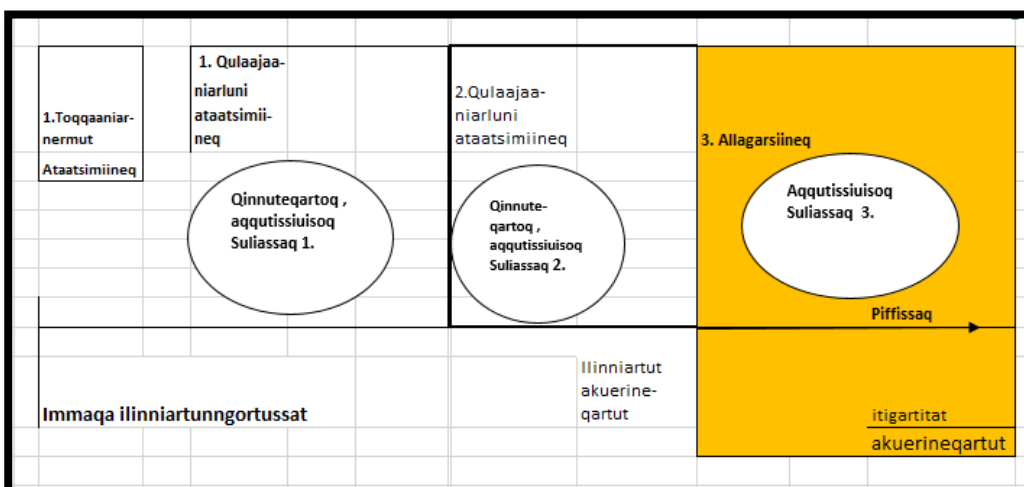 1.Toqqaaniar-
nermut
Ataatsimiineq
1. Qulaajaa-
niarluni
ataatsimii-
neq
Qinnuteqartoq ,
aqqutissiuisoq
Suliassaq 1.
2.Qulaajaa-
niarluni
ataatsimiineq
Qinnute-
qartoq ,
aqqutissiuisoq
Suliassaq 2.
3. Allagarsiineq
Aqqutissiuisoq
Suliassaq 3.
Piffissaq
Immaqa ilinniartunngortussat
Ilinniartut
akuerine-
qartut
itigartitat
akuerineqartut